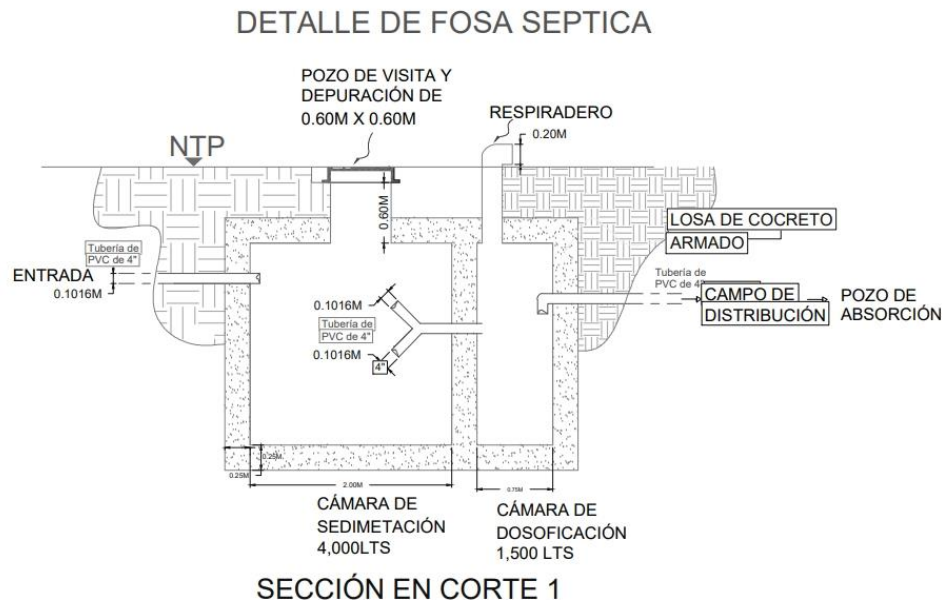 DETALLE DE FOSA SEPTICA
POZO DE VISITA Y
DEPURACIÓN DE
0.60M X 0.60M
RESPIRADERO
0.20M
NTP
0.60M
LOSA DE COCRETO
ARMADO
Tubería de
PVC de 4"
ENTRADA
0.1016M
0.1016M
Tubería de
PVC de 4"
0.1016M
4"
Tubería de
PVC de 4"
CAMPO DE
DISTRIBUCIÓN
POZO DE
ABSORCIÓN
0.25M
0.25M
2.00M
0.75M
CÁMARA DE
SEDIMETACIÓN
4,000LTS
CÁMARA DE
DOSOFICACIÓN
1,500 LTS
SECCIÓN EN CORTE 1